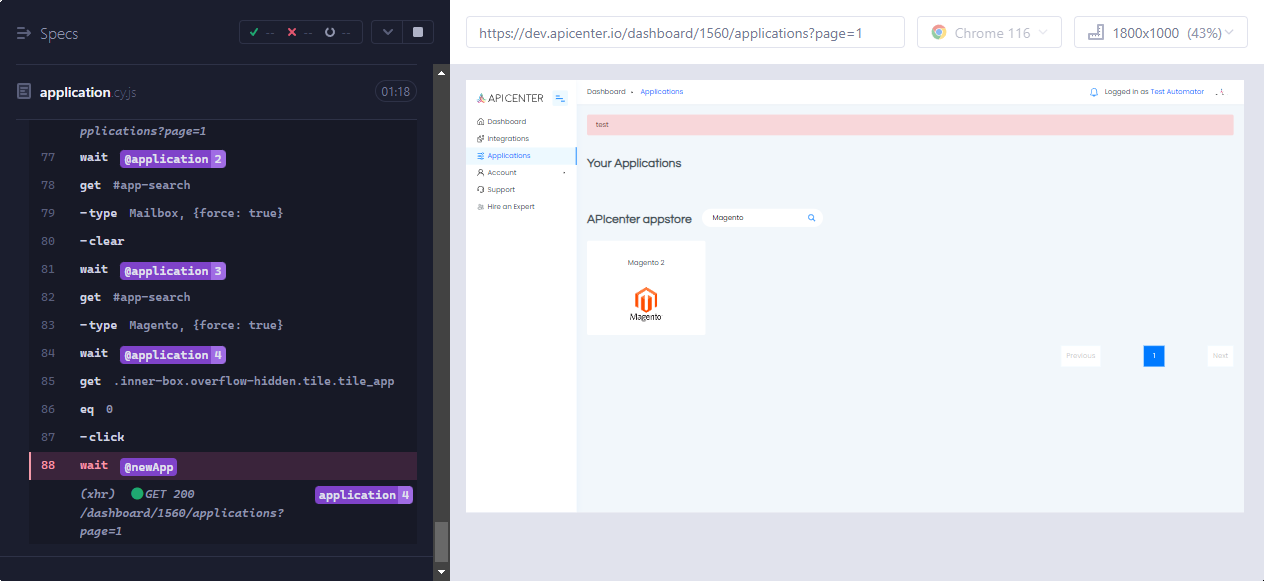 Specs
-- -- --
application.cy.js 01:18
pplications?page=1
77 wait @application 2
78 get #app-search
79 -type Mailbox, {force: true}
80 -clear
81 wait @application 3
82 get #app-search
83 -type Magento, {force: true}
84 wait @application 4
85 get .inner-box.overflow-hidden.tile.tile_app
86 eq 0
87 -click
88 wait @newApp
(xhr) GET 200 application 4
/dashboard/1560/applications?
page=1
https://dev.apicenter.io/dashboard/1560/applications?page=1
Chrome 116
1800x1000 (43%)
APICENTER
Dashboard
Integrations
Applications
Account
Support
Hire an Expert
Dashboard • Applications
Logged in as Test Automator
test
Your Applications
APIcenter appstore
Magento
Magento 2
Magento
Previous
1
Next